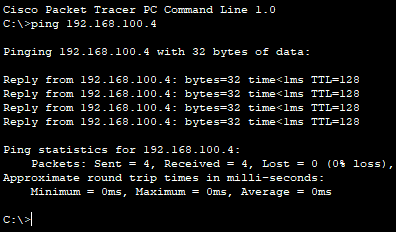 Cisco Packet Tracer PC Command Line 1.0
C:\>ping 192.168.100.4
Pinging 192.168.100.4 with 32 bytes of data:
Reply from 192.168.100.4: bytes=32 time<1ms TTL=128
Reply from 192.168.100.4: bytes=32 time<1ms TTL=128
Reply from 192.168.100.4: bytes=32 time<1ms TTL=128
Reply from 192.168.100.4: bytes=32 time<1ms TTL=128
Ping statistics for 192.168.100.4:
    Packets: Sent = 4, Received = 4, Lost = 0 (0% loss),
Approximate round trip times in milli-seconds:
    Minimum = 0ms, Maximum = 0ms, Average = 0ms
C:\>